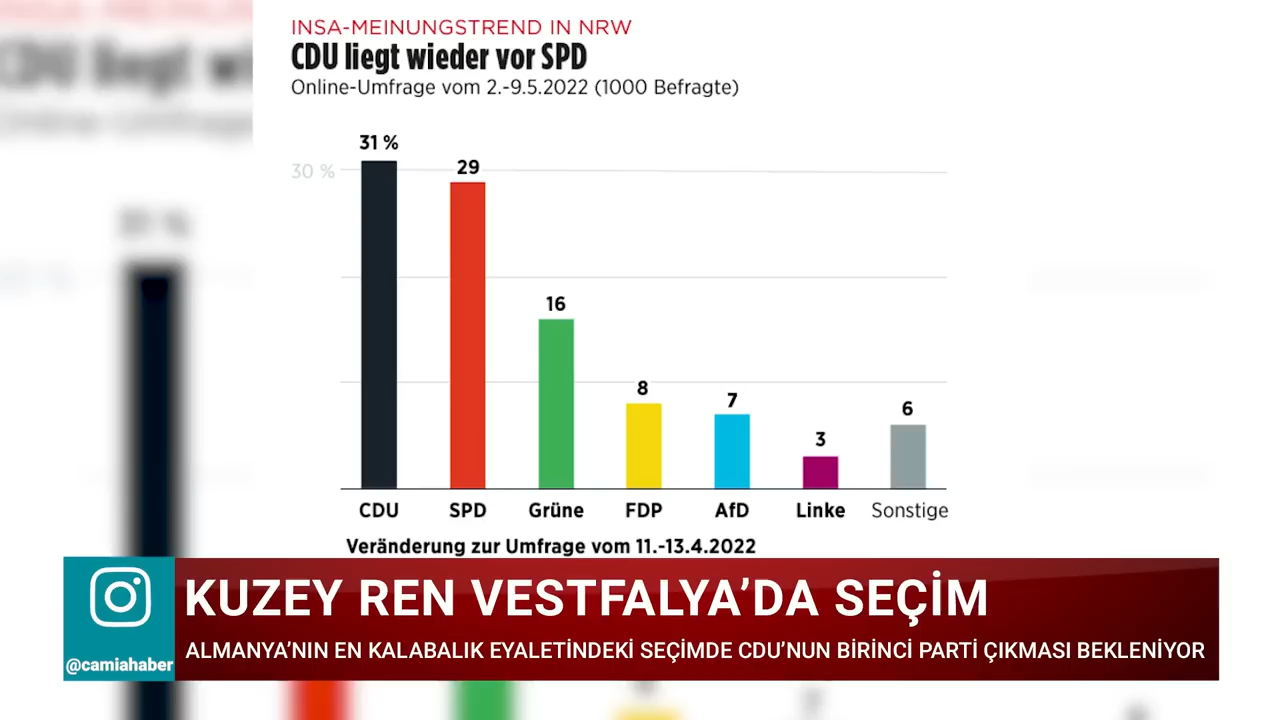 INSA-MEINUNGSTREND IN NRW
CDU liegt wieder vor SPD
Online-Umfrage vom 2.-9.5.2022 (1000 Befragte)
31 %
30 %
29
16
8
7
3
6
CDU SPD Grüne FDP AfD Linke Sonstige
Veränderung zur Umfrage vom 11.-13.4.2022
KUZEY REN VESTFALYA’DA SEÇİM
ALMANYA’NIN EN KALABALIK EYALETİNDEKİ SEÇİMDE CDU’NUN BİRİNCİ PARTİ ÇIKMASI BEKLENİYOR
@camiahaber